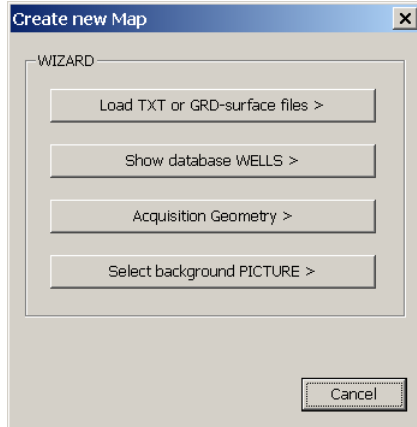 Create new Map
WIZARD
Load TXT or GRD-surface files >
Show database WELLS >
Acquisition Geometry >
Select background PICTURE >
Cancel